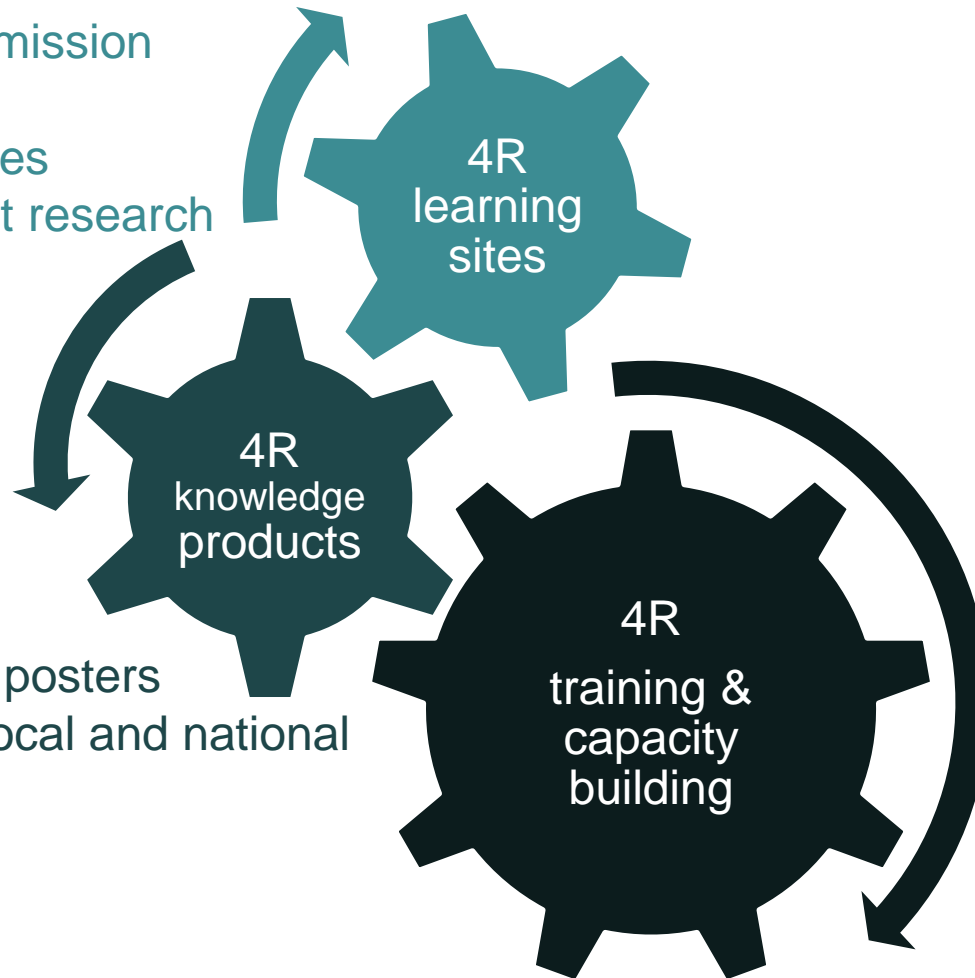 mission
es
t research
4R
learning
sites
4R
knowledge
products
posters
ocal and national
4R
training &
capacity
building